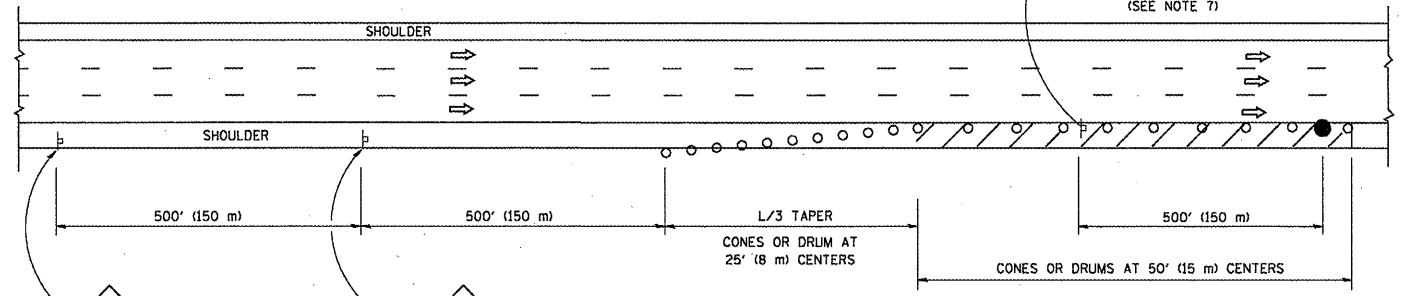 (SEE NOTE 7)
SHOULDER
SHOULDER
500' (150 m)
500' (150 m)
L/3 TAPER
500' (150 m)
CONES OR DRUM AT
25' (8 m) CENTERS
CONES OR DRUMS AT 50' (15 m) CENTERS